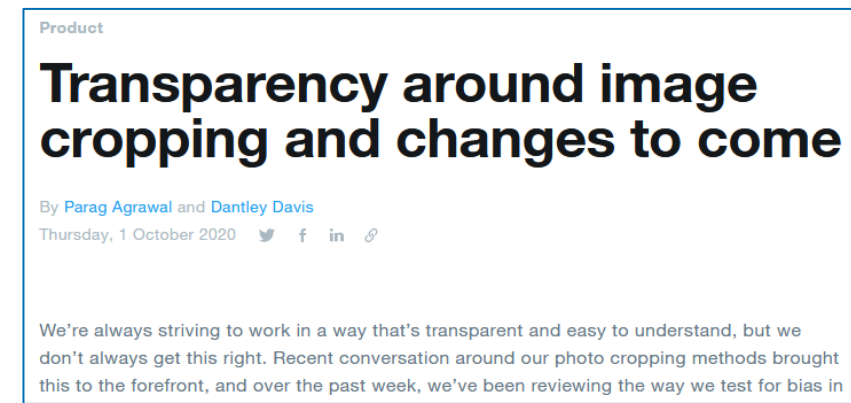 Product
Transparency around image
cropping and changes to come
By Parag Agrawal and Dantley Davis
Thursday, 1 October 2020
We're always striving to work in a way that's transparent and easy to understand, but we
don't always get this right. Recent conversation around our photo cropping methods brought
this to the forefront, and over the past week, we've been reviewing the way we test for bias in